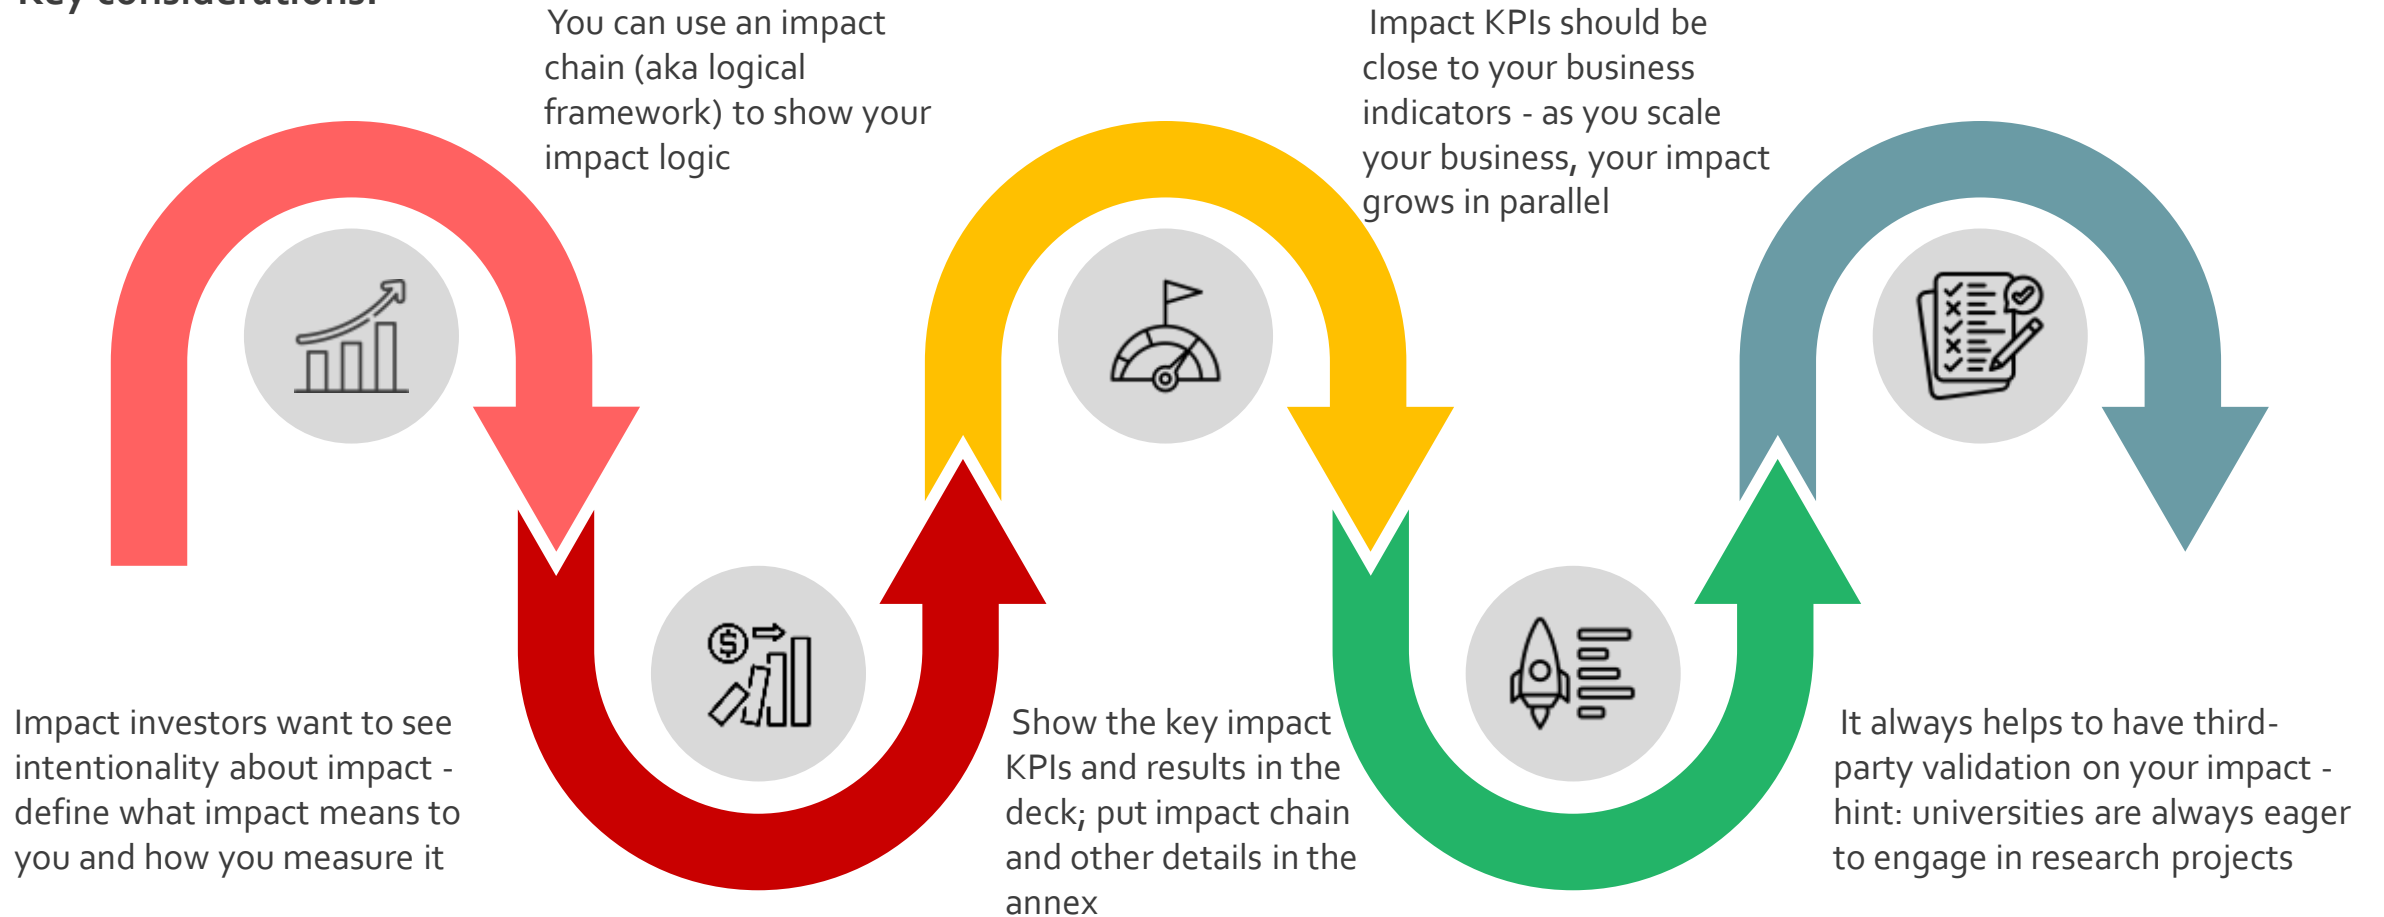 Key considerations:
Impact investors want to see
intentionality about impact -
define what impact means to
you and how you measure it
You can use an impact
chain (aka logical
framework) to show your
impact logic
Show the key impact
KPIs and results in the
deck; put impact chain
and other details in the
annex
Impact KPIs should be
close to your business
indicators - as you scale
your business, your impact
grows in parallel
It always helps to have third-
party validation on your impact -
hint: universities are always eager
to engage in research projects